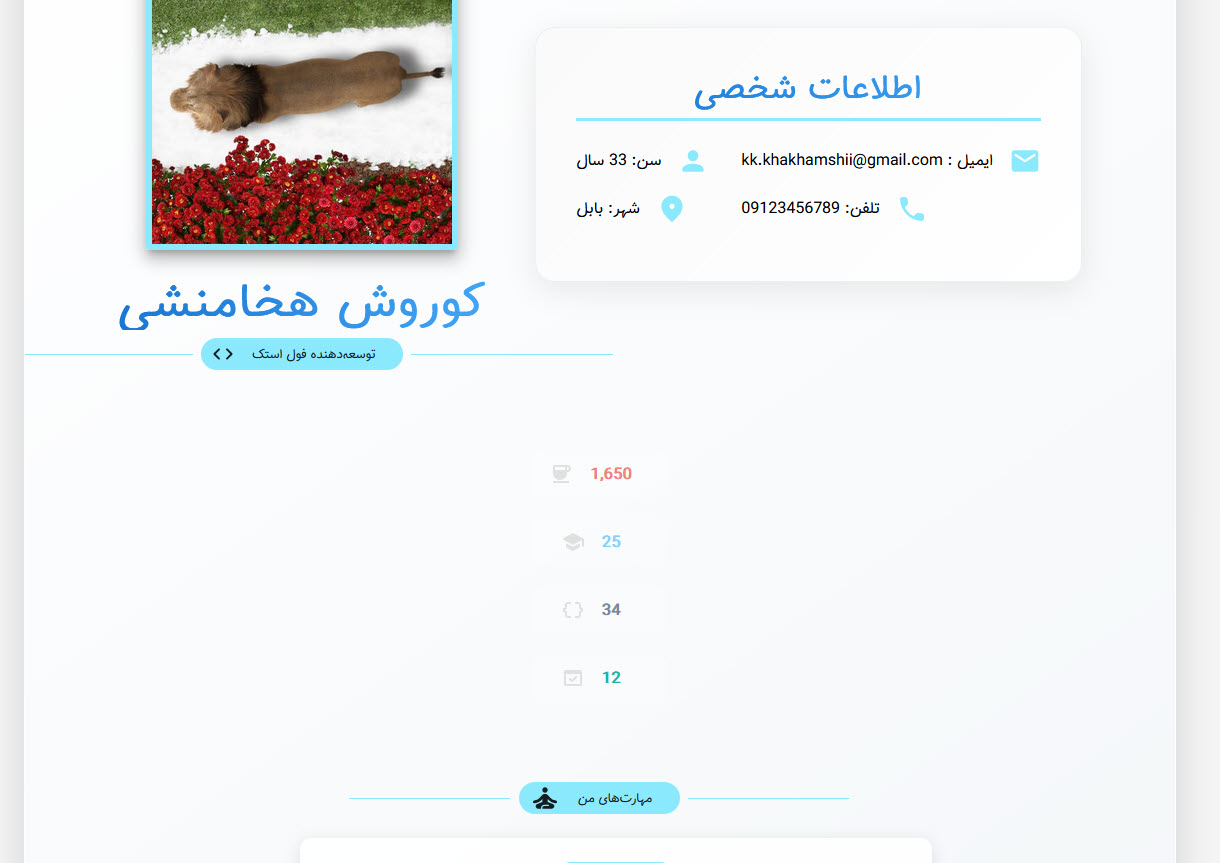 اطلاعات شخصی
ایمیل : kk.khakhamshii@gmail.com
سن: 33 سال
تلفن: 09123456789
شهر: بابل
کوروش هخامنشی
توسعه‌دهنده فول استک
1,650
25
34
12
مهارت‌های من